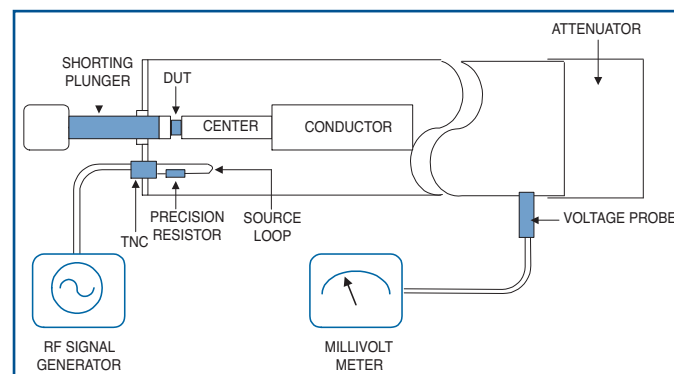 ATTENUATOR
SHORTING
PLUNGER
DUT
CENTER
CONDUCTOR
PRECISION
RESISTOR
SOURCE
LOOP
TNC
VOLTAGE PROBE
RF SIGNAL
GENERATOR
MILLIVOLT
METER